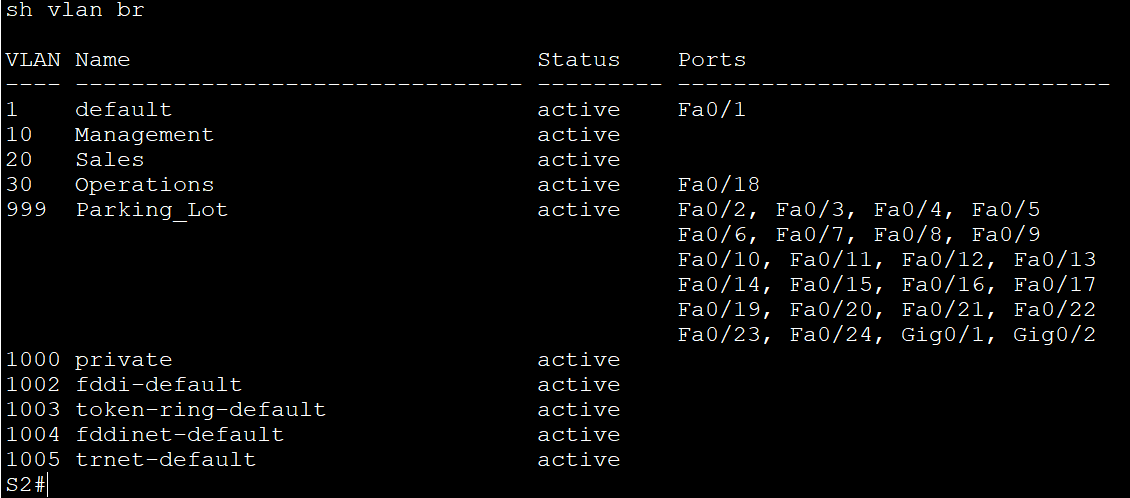 sh vlan br
VLAN Name                             Status    Ports
---- -------------------------------- --------- -------------------------------
1    default                          active    Fa0/1
10   Management                       active
20   Sales                            active
30   Operations                       active    Fa0/18
999  Parking_Lot                      active    Fa0/2, Fa0/3, Fa0/4, Fa0/5
                                                Fa0/6, Fa0/7, Fa0/8, Fa0/9
                                                Fa0/10, Fa0/11, Fa0/12, Fa0/13
                                                Fa0/14, Fa0/15, Fa0/16, Fa0/17
                                                Fa0/19, Fa0/20, Fa0/21, Fa0/22
                                                Fa0/23, Fa0/24, Gig0/1, Gig0/2
1000 private                          active
1002 fddi-default                     active
1003 token-ring-default               active
1004 fddinet-default                  active
1005 trnet-default                    active
S2#